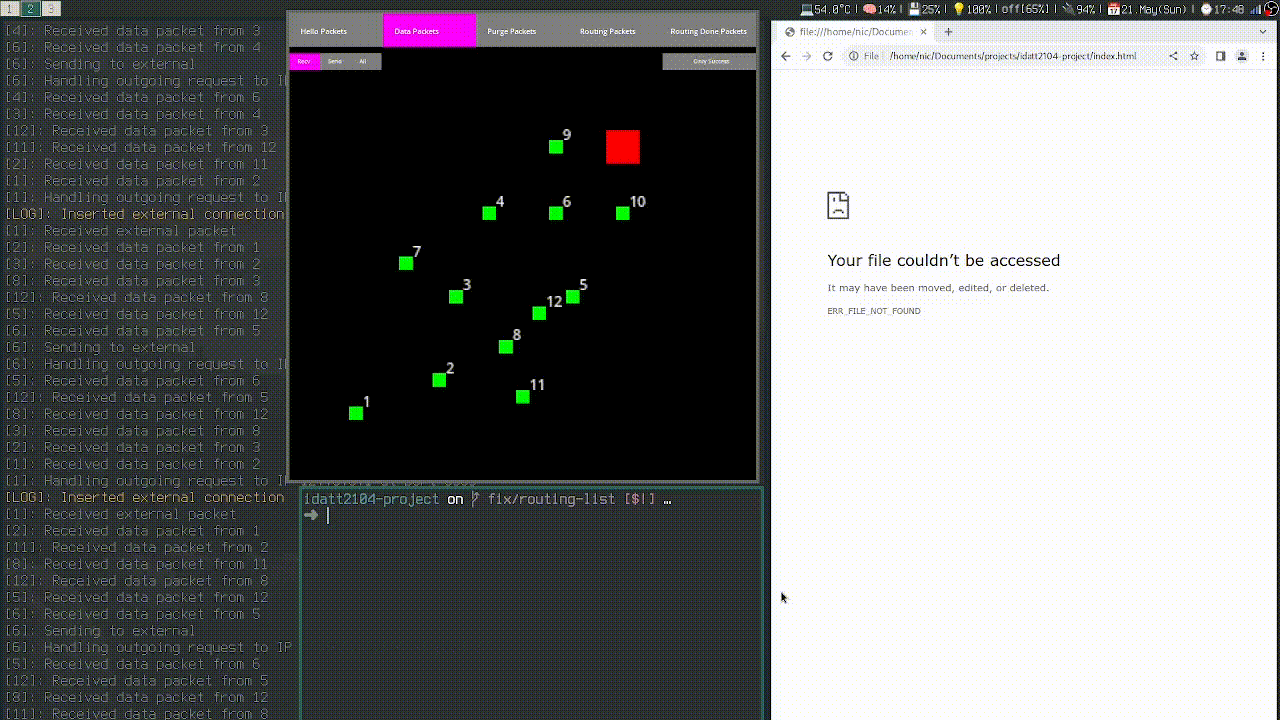 1 2 3
54.0°C| 14%| 25%| 100%| off[65%]| 94%| 21.May(Sun)| 17:48
[4]: Received data packet from 3
[5]: Received data packet from 4
[6]: Sending to external
[6]: Handling outgoing request to IP
[4]: Received data packet from 6
[3]: Received data packet from 4
[12]: Received data packet from 3
[11]: Received data packet from 12
[2]: Received data packet from 11
[1]: Received data packet from 2
[1]: Handling outgoing request to IP
[LOG]: Inserted external connection
[1]: Received external packet
[2]: Received data packet from 1
[3]: Received data packet from 2
[8]: Received data packet from 3
[12]: Received data packet from 8
[5]: Received data packet from 12
[6]: Received data packet from 5
[6]: Sending to external
[6]: Handling outgoing request to IP
[5]: Received data packet from 6
[12]: Received data packet from 5
[8]: Received data packet from 12
[3]: Received data packet from 8
[2]: Received data packet from 3
[1]: Received data packet from 2
[1]: Handling outgoing request to IP
[LOG]: Inserted external connection
[1]: Received external packet
[2]: Received data packet from 1
[11]: Received data packet from 2
[8]: Received data packet from 11
[12]: Received data packet from 8
[5]: Received data packet from 12
[6]: Received data packet from 5
[6]: Sending to external
[6]: Handling outgoing request to IP
[5]: Received data packet from 6
[12]: Received data packet from 5
[8]: Received data packet from 12
[11]: Received data packet from 8
Hello Packets Data Packets Purge Packets Routing Packets Routing Done Packets
Recv Send All Only Success
9
4 6 10
7
3 12 5
8
2
11
1
idatt2104-project on fix/routing-list [$!] …
➜
file:///home/nic/Documen
File /home/nic/Documents/projects/idatt2104-project/index.html
Your file couldn't be accessed
It may have been moved, edited, or deleted.
ERR_FILE_NOT_FOUND